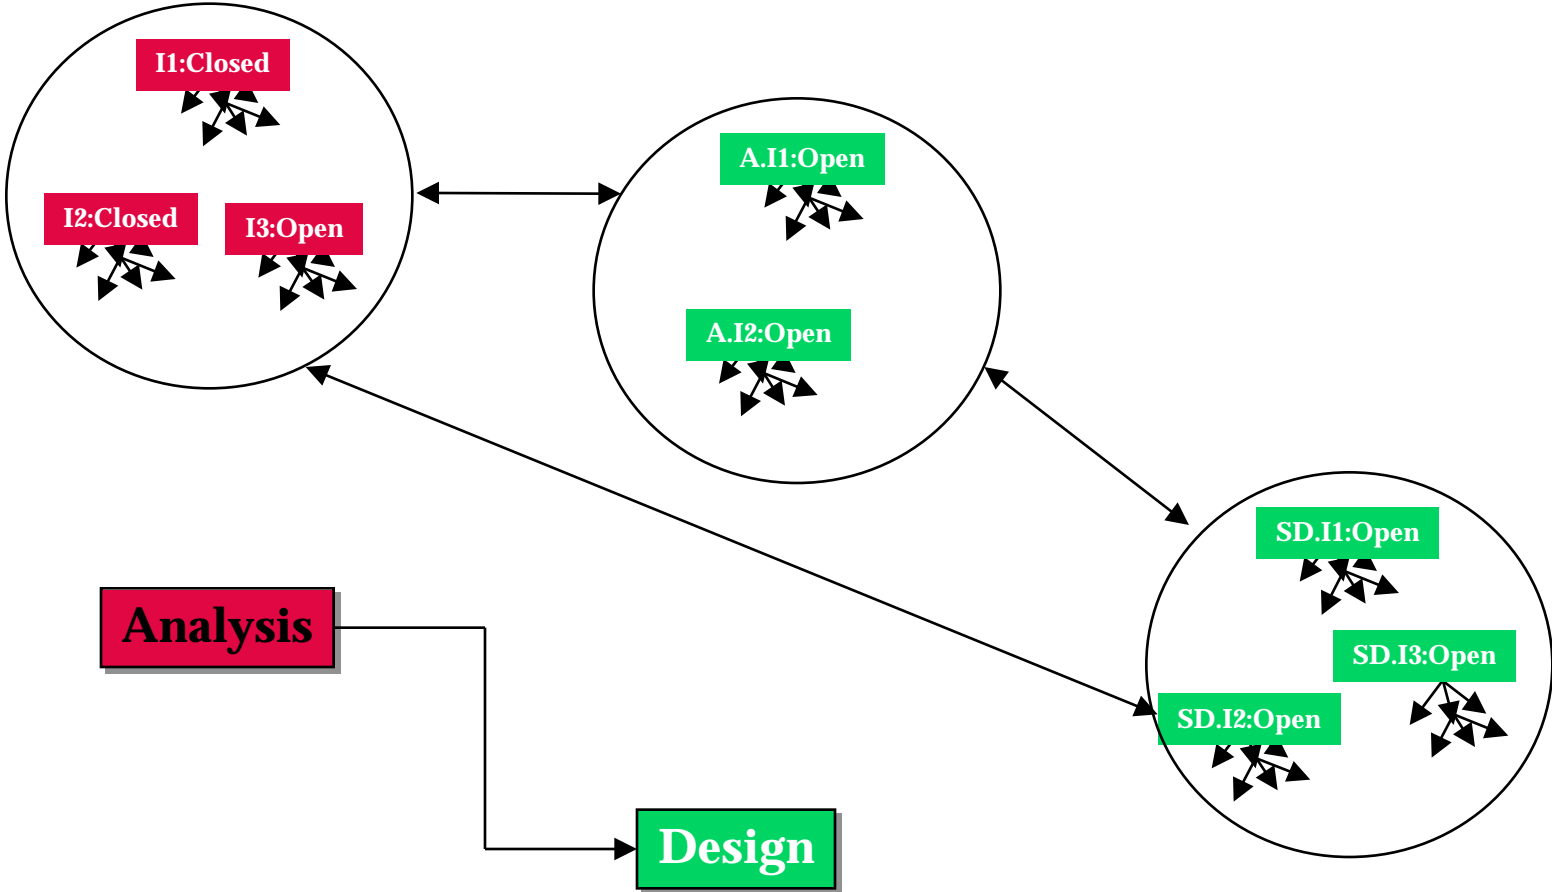 I1:Closed
I2:Closed
I3:Open
A.I1:Open
A.I2:Open
SD.I1:Open
SD.I3:Open
SD.I2:Open
Analysis
Design